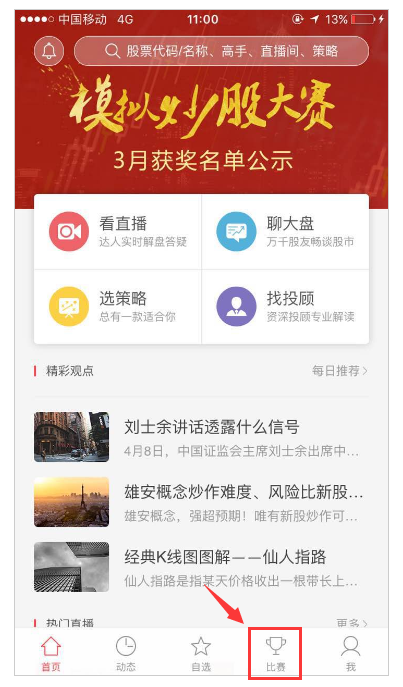 中国移动 4G 11:00 13%
股票代码/名称、高手、直播间、策略
模拟炒股大赛
3月获奖名单公示
看直播
达人实时解盘答疑
聊大盘
万千股友畅谈股市
选策略
总有一款适合你
找投顾
资深投顾专业解读
精彩观点 每日推荐
刘士余讲话透露什么信号
4月8日，中国证监会主席刘士余出席中...
雄安概念炒作难度、风险比新股...
雄安概念，强超预期！唯有新股炒作可...
经典K线图图解——仙人指路
仙人指路是指某天价格收出一根带长上...
热门直播 更多
首页 动态 自选 比赛 我